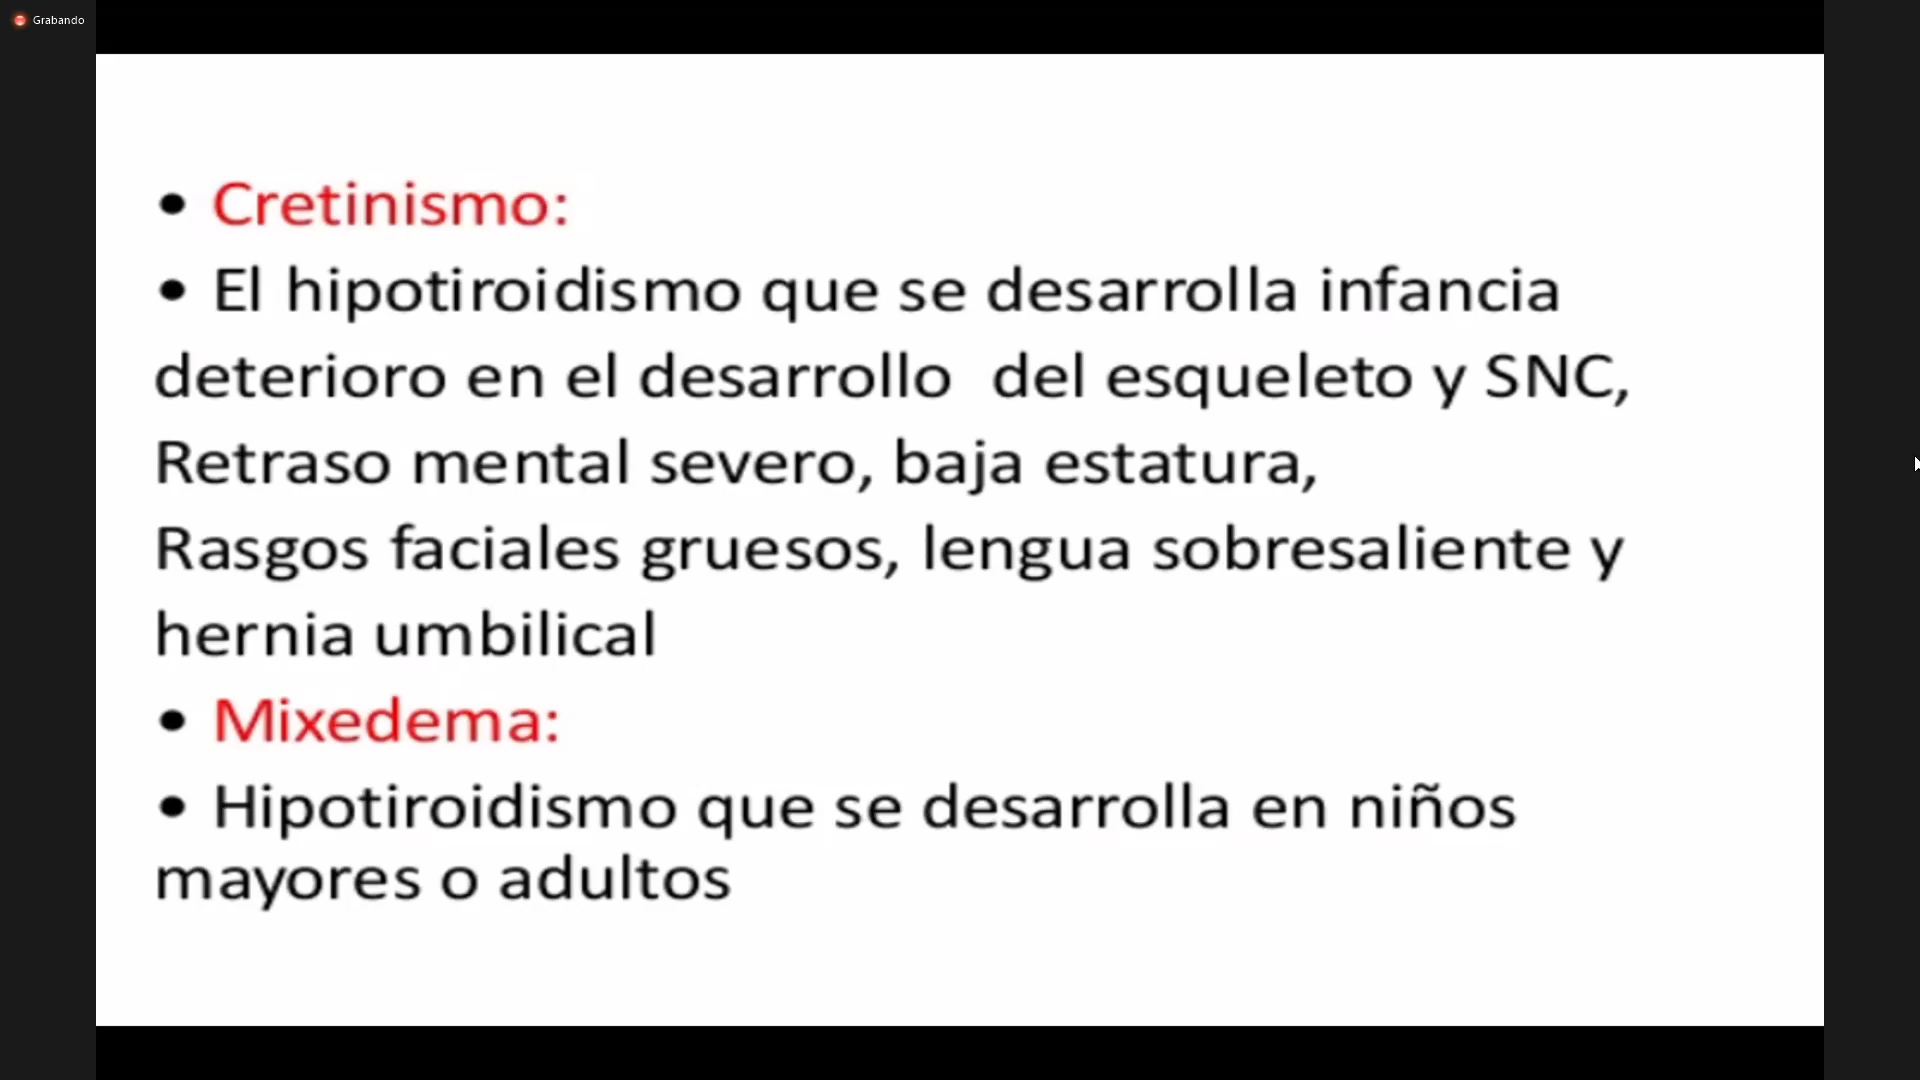 Grabando
• Cretinismo:
• El hipotiroidismo que se desarrolla infancia
deterioro en el desarrollo  del esqueleto y SNC,
Retraso mental severo, baja estatura,
Rasgos faciales gruesos, lengua sobresaliente y
hernia umbilical
• Mixedema:
• Hipotiroidismo que se desarrolla en niños
mayores o adultos